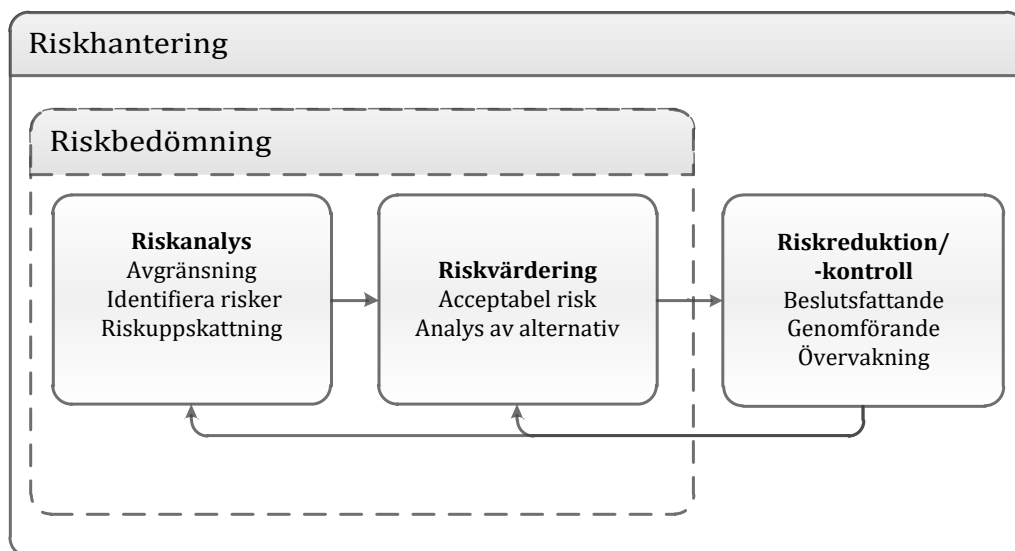 Riskhantering
Riskbedömning
Riskanalys
Avgränsning
Identifiera risker
Riskuppskattning
Riskvärdering
Acceptabel risk
Analys av alternativ
Riskreduktion/
-kontroll
Beslutsfattande
Genomförande
Övervakning